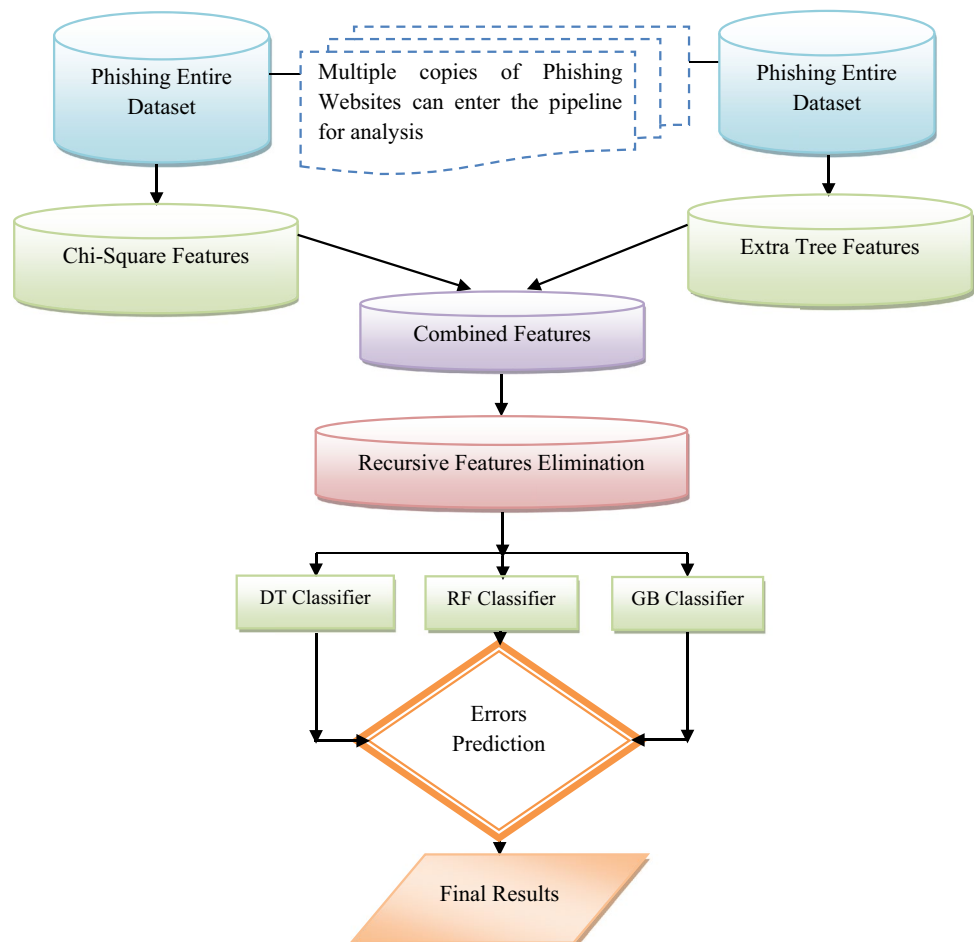 Phishing Entire
Dataset
Multiple copies of Phishing
Websites can enter the pipeline
for analysis
Phishing Entire
Dataset
Chi-Square Features
Extra Tree Features
Combined Features
Recursive Features Elimination
DT Classifier
RF Classifier
GB Classifier
Errors
Prediction
Final Results